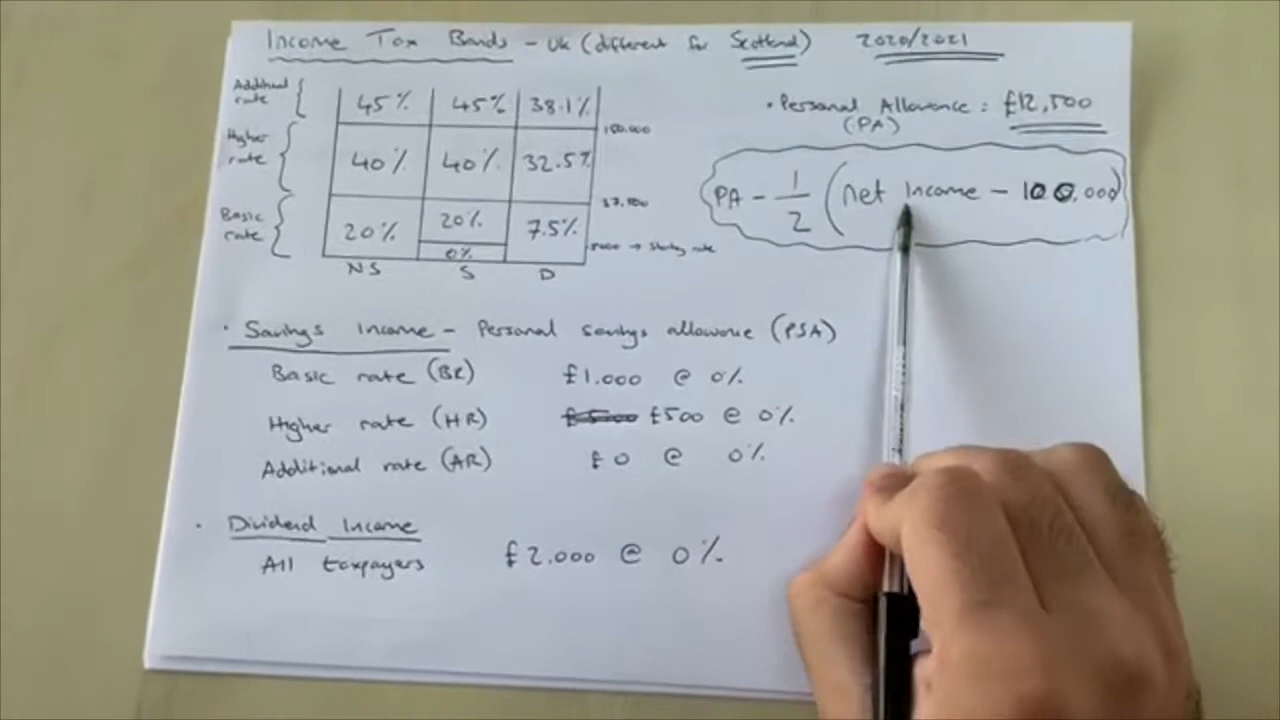 Income Tax Bands - UK (different for Scotland) 2020/2021
Additional rate { 45% 45% 38.1%
150.000
Higher rate { 40% 40% 32.5%
37,500
Basic rate { 20% 20% 7.5%
0%
5000 → Starting rate
NS S D
• Personal Allowance : £12,500
(PA)
PA - 1/2 (net income - 100,000)
• Savings Income - Personal savings allowance (PSA)
Basic rate (BR) £1.000 @ 0%
Higher rate (HR) £500 @ 0%
Additional rate (AR) £0 @ 0%
• Dividend Income
All taxpayers £2.000 @ 0%